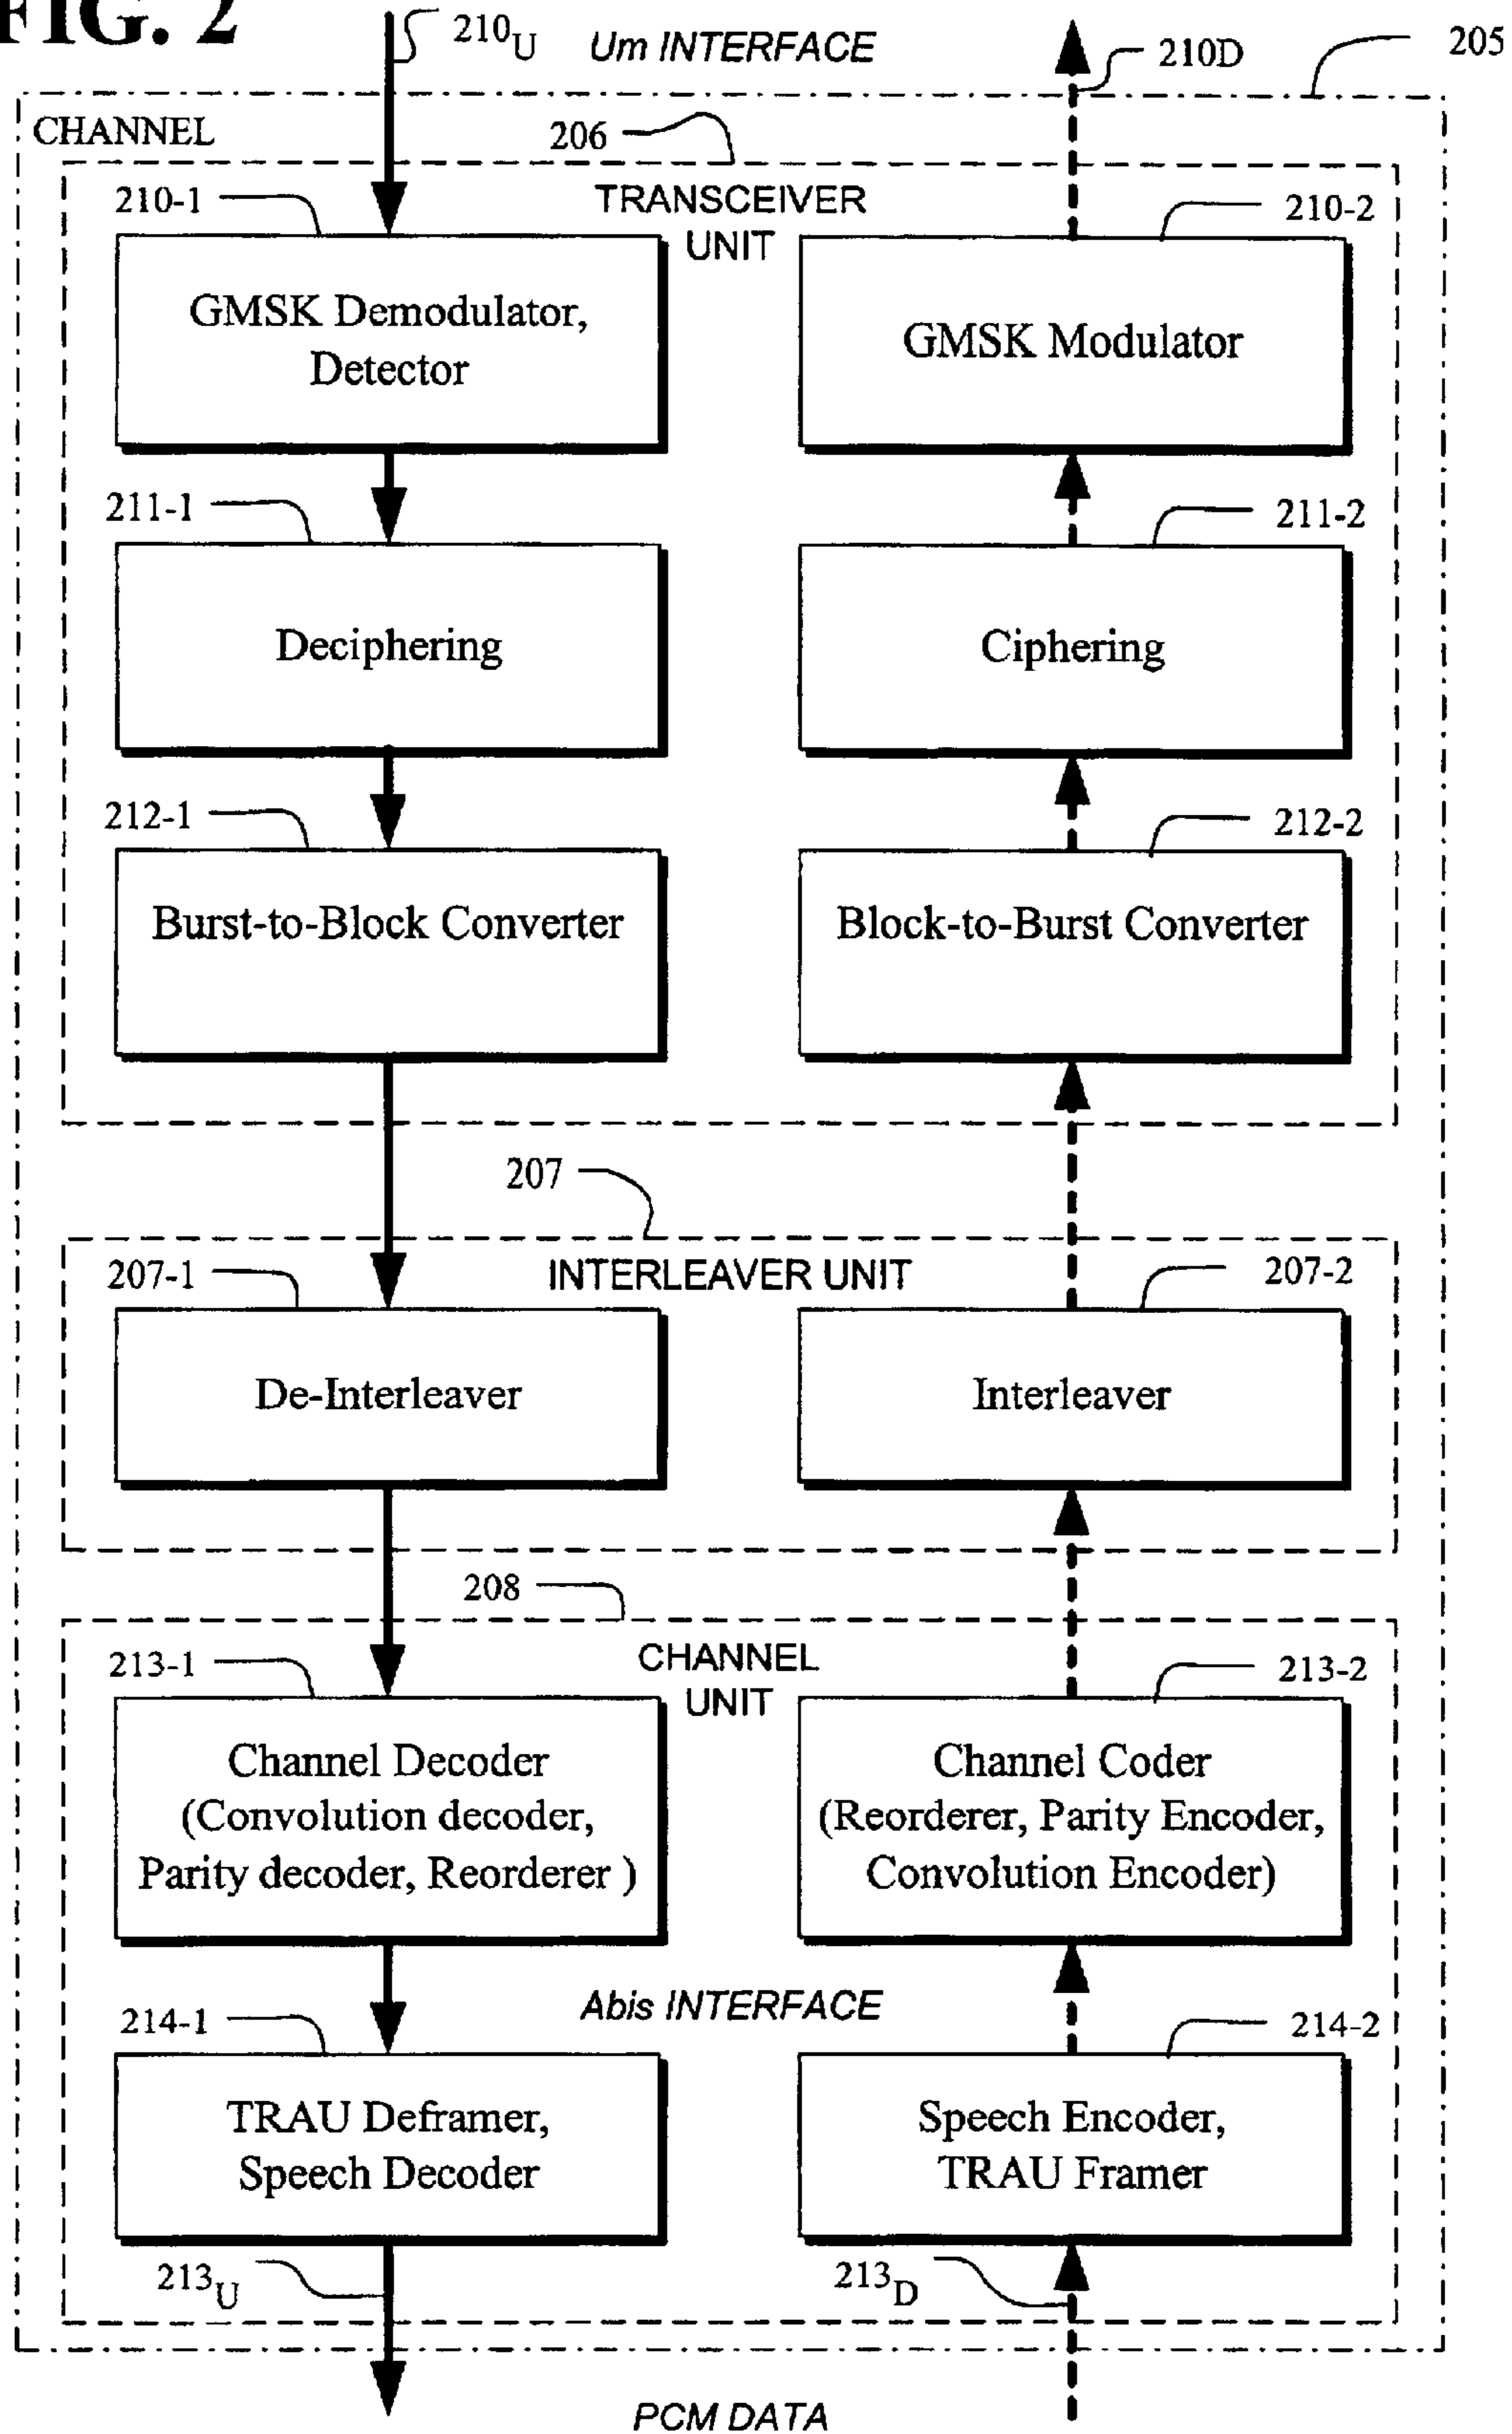 FIG. 2
210U Um INTERFACE 210D 205
CHANNEL
206
210-1 TRANSCEIVER UNIT 210-2
GMSK Demodulator,
Detector
GMSK Modulator
211-1 211-2
Deciphering
Ciphering
212-1 212-2
Burst-to-Block Converter
Block-to-Burst Converter
207
207-1 INTERLEAVER UNIT 207-2
De-Interleaver
Interleaver
208
213-1 CHANNEL UNIT 213-2
Channel Decoder
(Convolution decoder,
Parity decoder, Reorderer )
Channel Coder
(Reorderer, Parity Encoder,
Convolution Encoder)
Abis INTERFACE
214-1 214-2
TRAU Deframer,
Speech Decoder
Speech Encoder,
TRAU Framer
213U 213D
PCM DATA